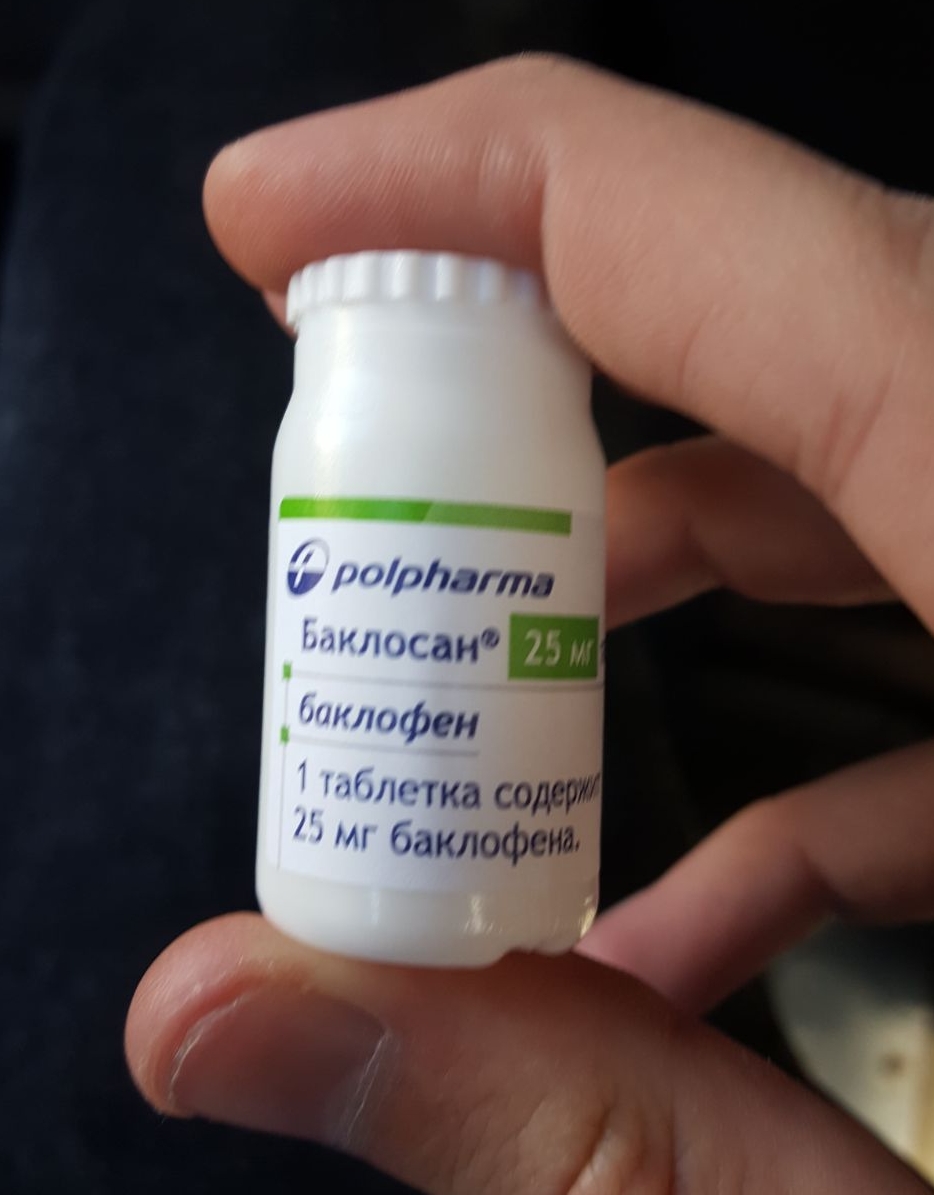 polpharma
Баклосан® 25 мг
баклофен
1 таблетка содержит
25 мг баклофена.